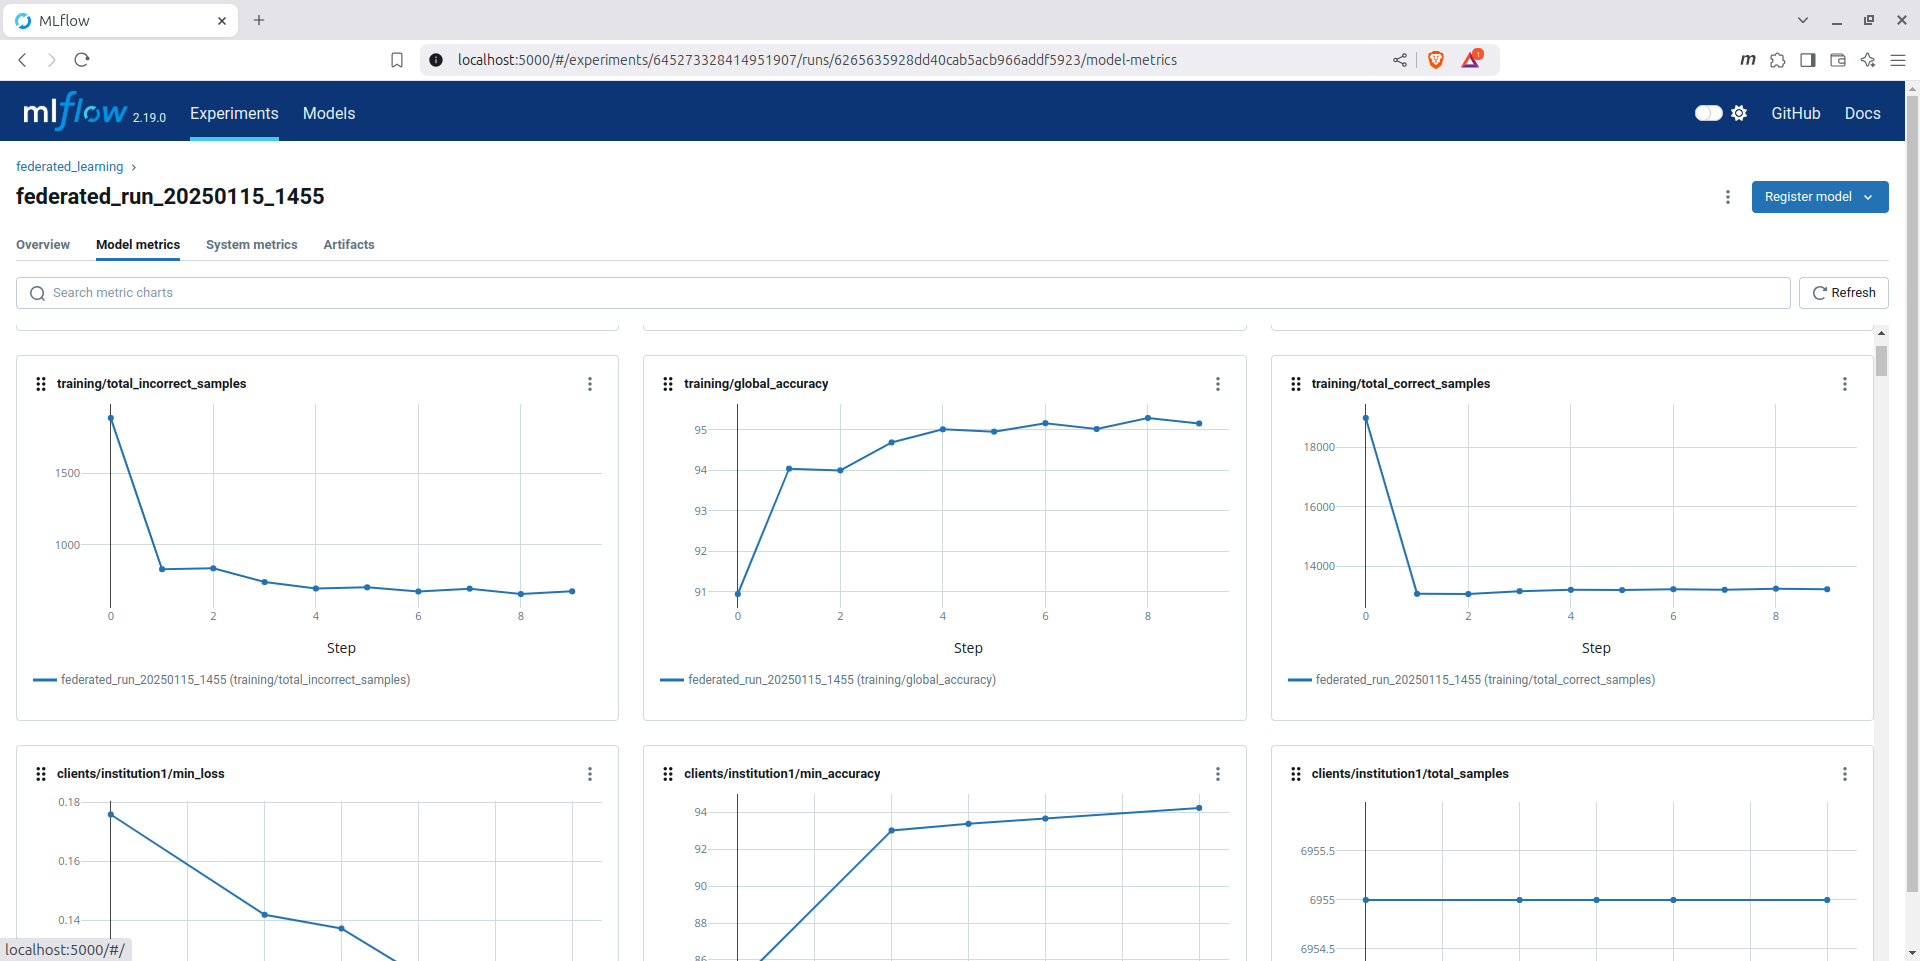 MLflow
localhost:5000/#/experiments/645273328414951907/runs/6265635928dd40cab5acb966addf5923/model-metrics
1
m
mlflow 2.19.0
Experiments
Models
GitHub
Docs
federated_learning
federated_run_20250115_1455
Register model
Overview
Model metrics
System metrics
Artifacts
Search metric charts
Refresh
training/total_incorrect_samples
1500
1000
0 2 4 6 8
Step
federated_run_20250115_1455 (training/total_incorrect_samples)
training/global_accuracy
95
94
93
92
91
0 2 4 6 8
Step
federated_run_20250115_1455 (training/global_accuracy)
training/total_correct_samples
18000
16000
14000
0 2 4 6 8
Step
federated_run_20250115_1455 (training/total_correct_samples)
clients/institution1/min_loss
0.18
0.16
0.14
clients/institution1/min_accuracy
94
92
90
88
86
clients/institution1/total_samples
6955.5
6955
6954.5
localhost:5000/#/